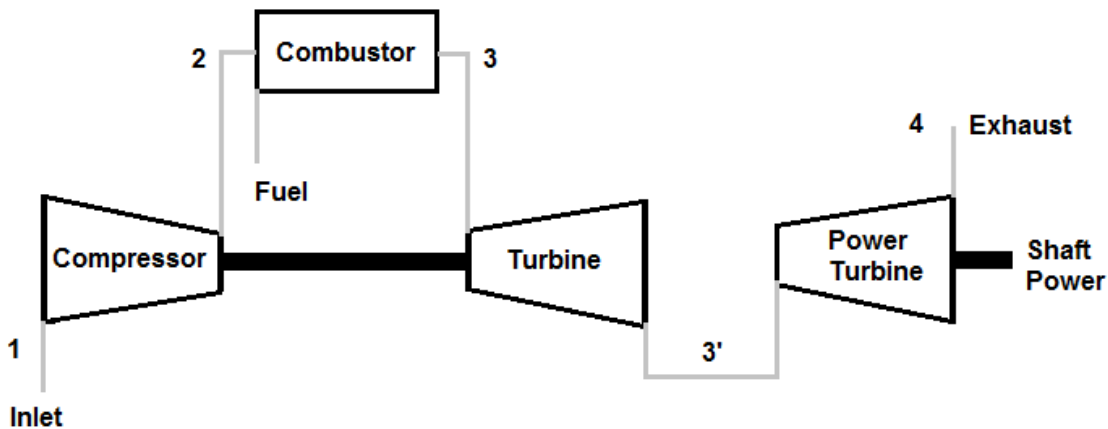 Combustor
2
3
4
Exhaust
Fuel
Compressor
Turbine
Power
Turbine
Shaft
Power
1
3'
Inlet